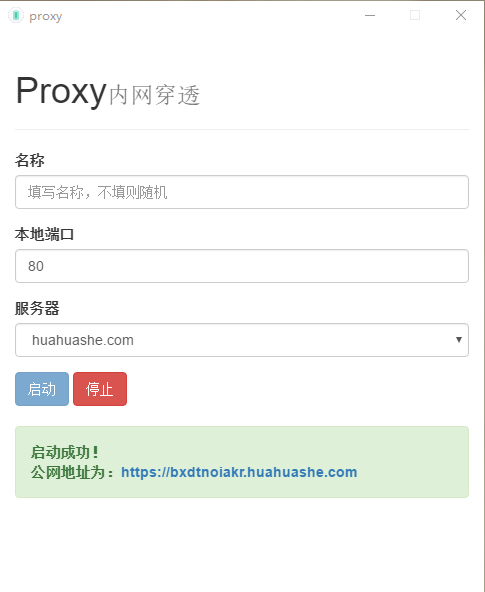 proxy
Proxy内网穿透
名称
填写名称，不填则随机
本地端口
80
服务器
huahuashe.com
启动 停止
启动成功！
公网地址为：https://bxdtnoiakr.huahuashe.com